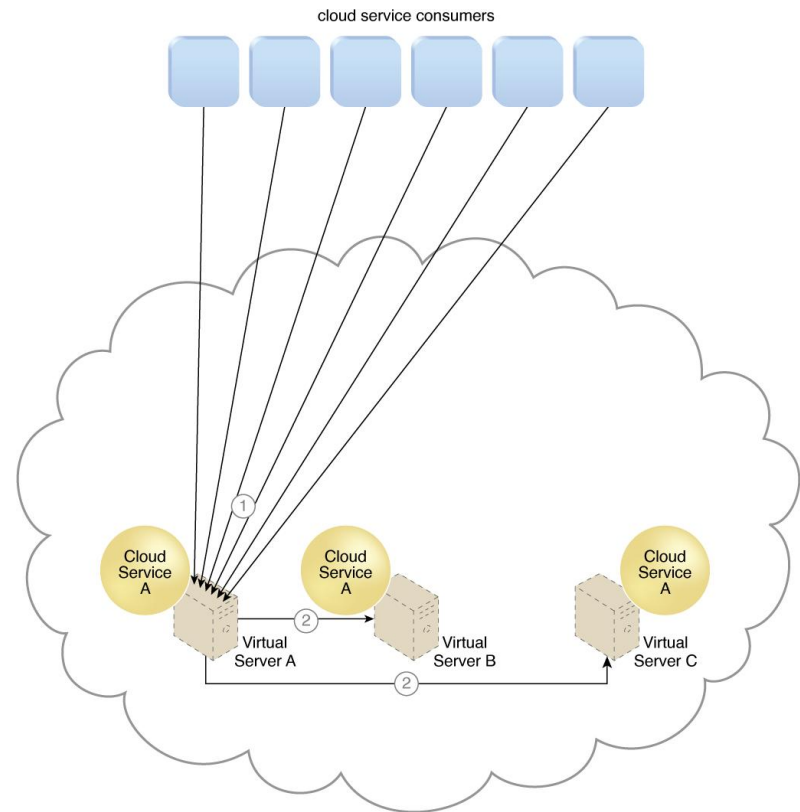 cloud service consumers
1
Cloud
Service
A
Cloud
Service
A
Cloud
Service
A
2
Virtual
Server A
Virtual
Server B
Virtual
Server C
2